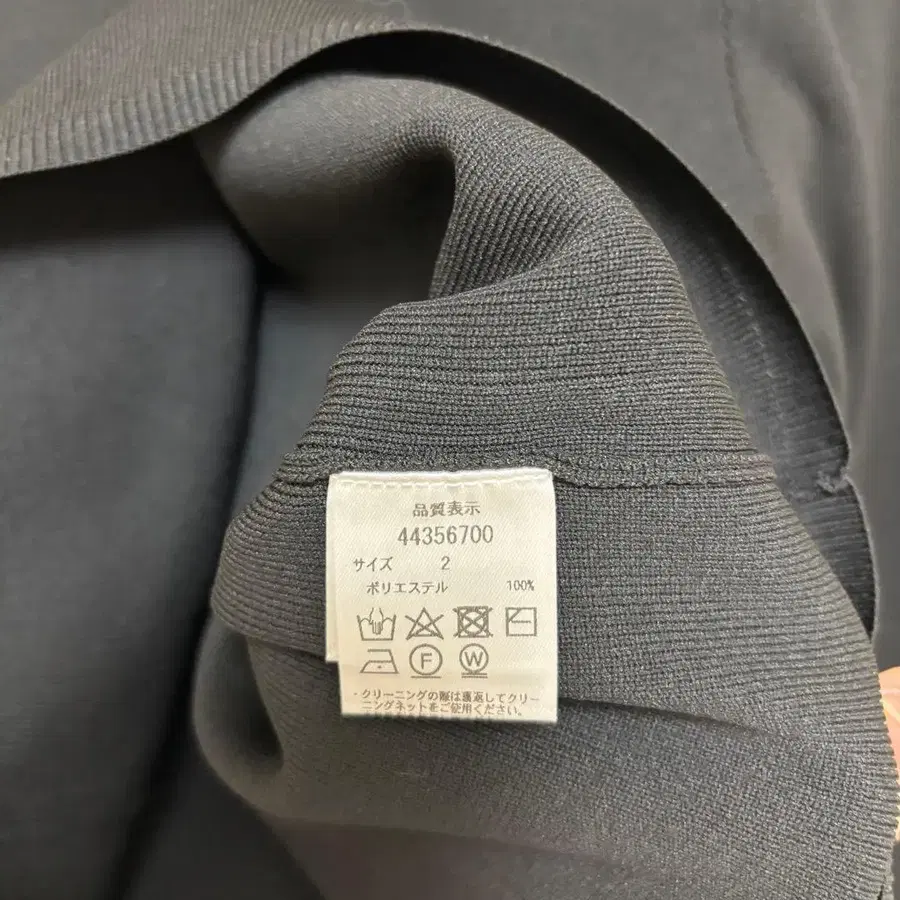 品質表示
44356700
サイズ 2
ポリエステル 100%
F W
・クリーニングの際は裏返してクリー
ニングネットをご使用ください。